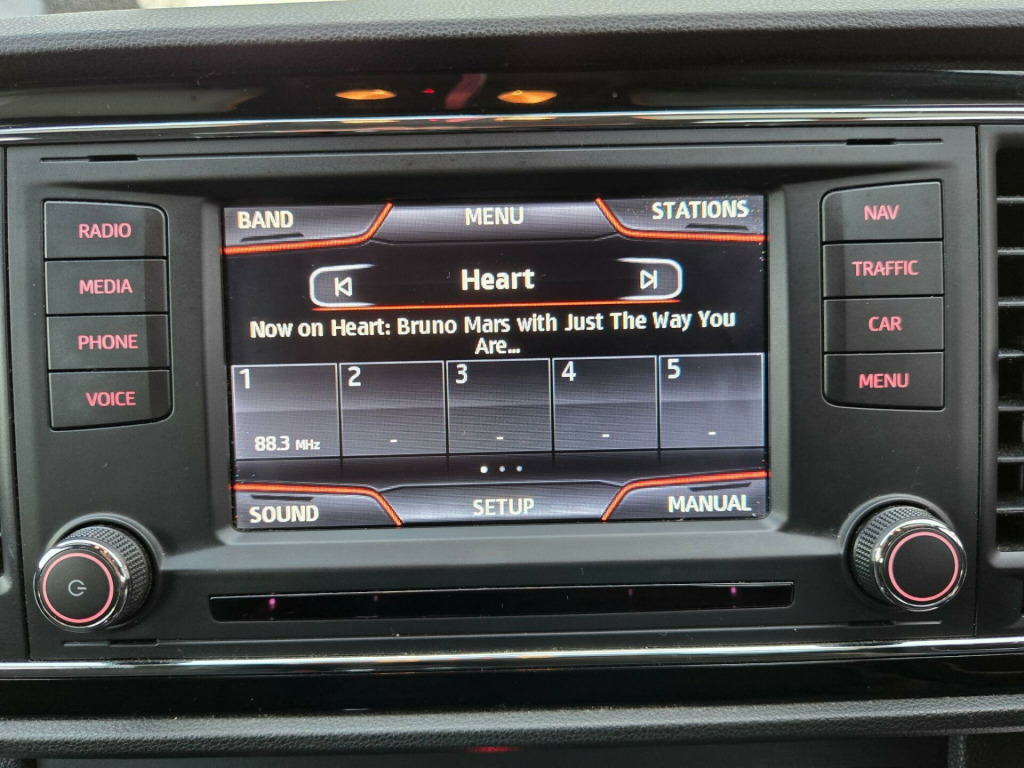 BAND MENU STATIONS
Heart
Now on Heart: Bruno Mars with Just The Way You
Are...
1 2 3 4 5
88.3 MHz - - - -
SOUND SETUP MANUAL
RADIO
MEDIA
PHONE
VOICE
NAV
TRAFFIC
CAR
MENU